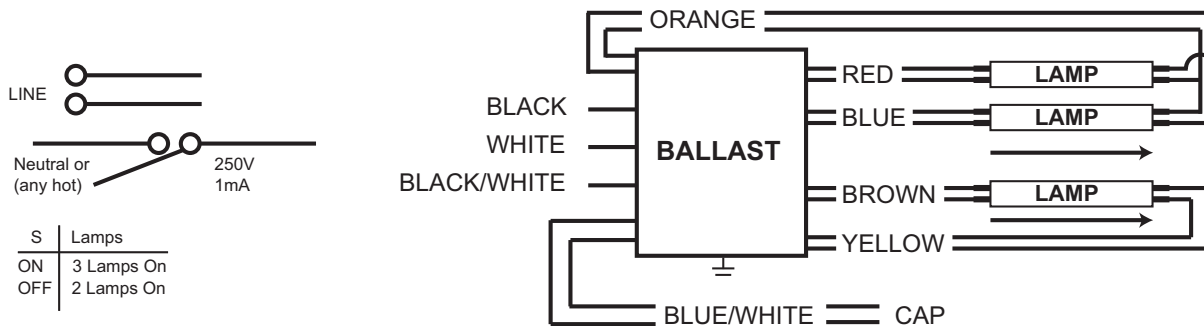 ORANGE
LINE
RED
LAMP
BLACK
BLUE
LAMP
WHITE
BALLAST
Neutral or
(any hot)
250V
1mA
BLACK/WHITE
BROWN
LAMP
YELLOW
S Lamps
ON 3 Lamps On
OFF 2 Lamps On
BLUE/WHITE
CAP